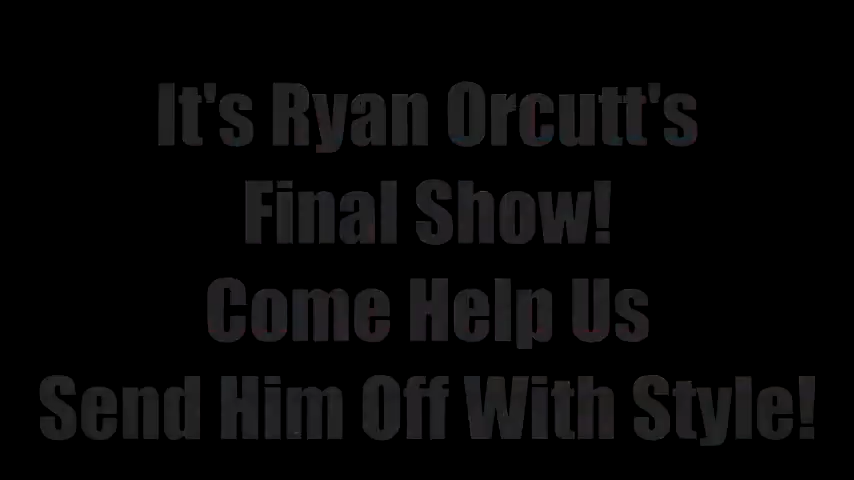 It's Ryan Orcutt's
Final Show!
Come Help Us
Send Him Off With Style!